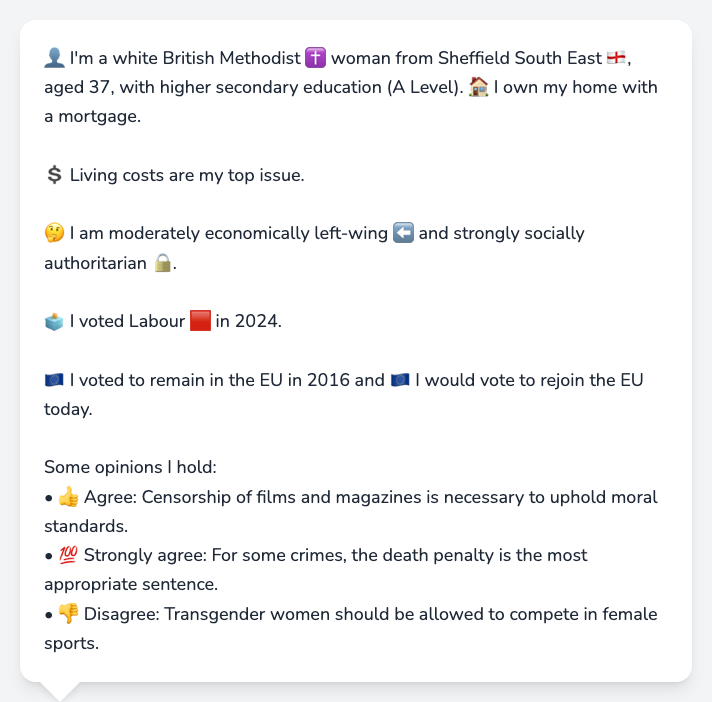 👤 I'm a white British Methodist ✝️ woman from Sheffield South East 🏴󠁧󠁢󠁥󠁮󠁧󠁿,
aged 37, with higher secondary education (A Level). 🏠 I own my home with
a mortgage.
💲 Living costs are my top issue.
🤔 I am moderately economically left-wing ⬅️ and strongly socially
authoritarian 🔒.
🗳️ I voted Labour 🟥 in 2024.
🇪🇺 I voted to remain in the EU in 2016 and 🇪🇺 I would vote to rejoin the EU
today.
Some opinions I hold:
• 👍 Agree: Censorship of films and magazines is necessary to uphold moral
standards.
• 💯 Strongly agree: For some crimes, the death penalty is the most
appropriate sentence.
• 👎 Disagree: Transgender women should be allowed to compete in female
sports.